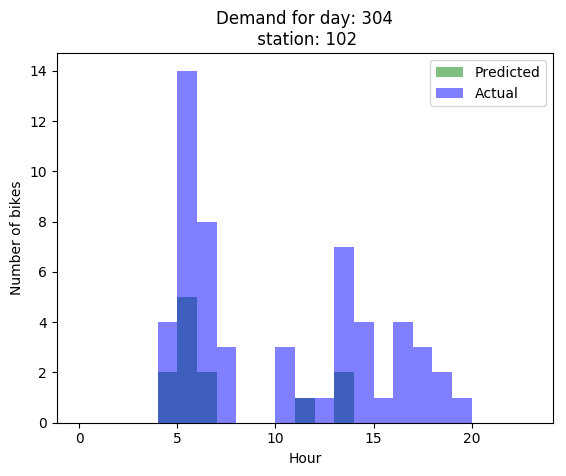 Demand for day: 304
station: 102
Predicted
Actual
Number of bikes
14
12
10
8
6
4
2
0
0 5 10 15 20
Hour